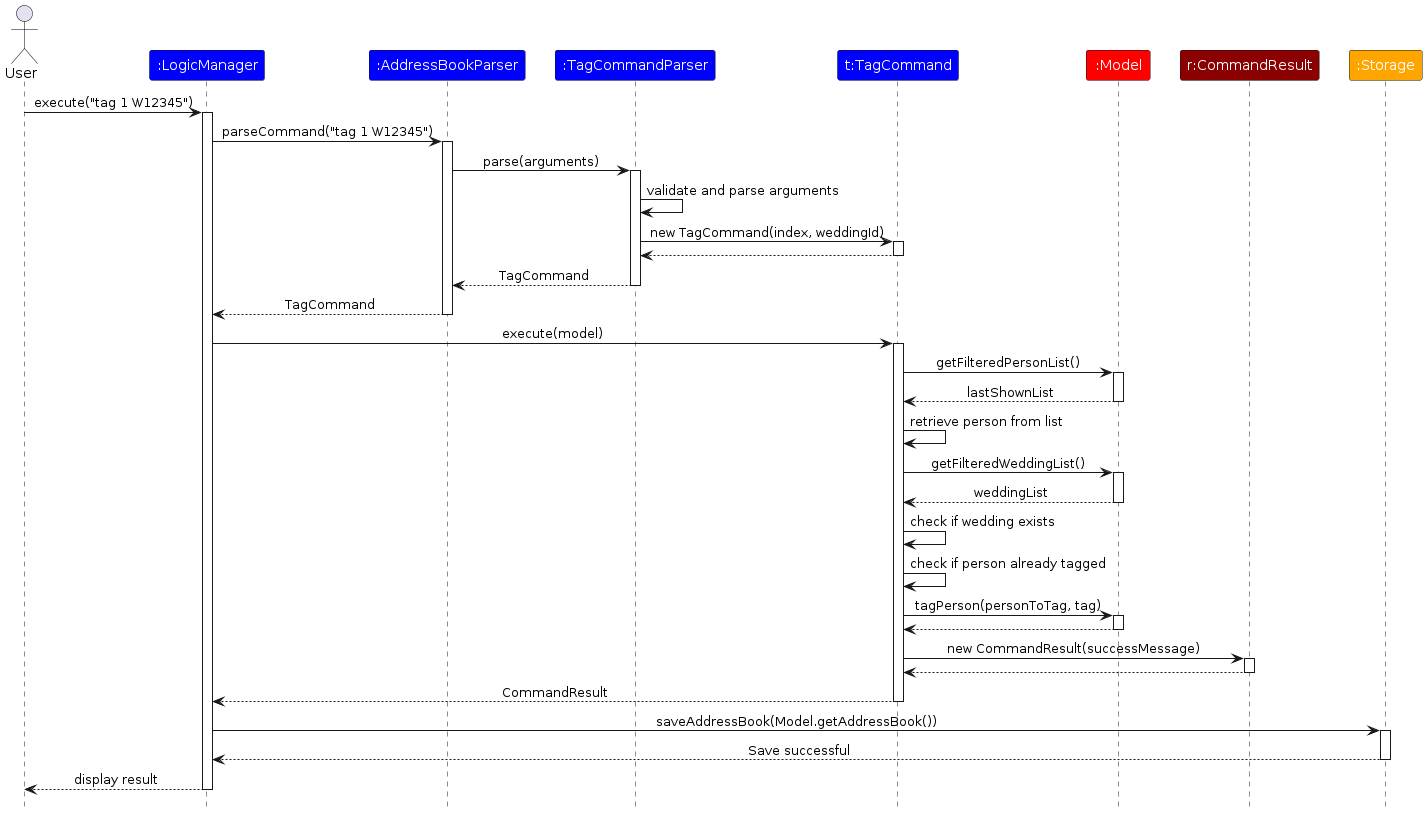 User
:LogicManager
:AddressBookParser
:TagCommandParser
t:TagCommand
:Model
r:CommandResult
:Storage
execute("tag 1 W12345")
parseCommand("tag 1 W12345")
parse(arguments)
validate and parse arguments
new TagCommand(index, weddingId)
TagCommand
TagCommand
execute(model)
getFilteredPersonList()
lastShownList
retrieve person from list
getFilteredWeddingList()
weddingList
check if wedding exists
check if person already tagged
tagPerson(personToTag, tag)
new CommandResult(successMessage)
CommandResult
saveAddressBook(Model.getAddressBook())
Save successful
display result